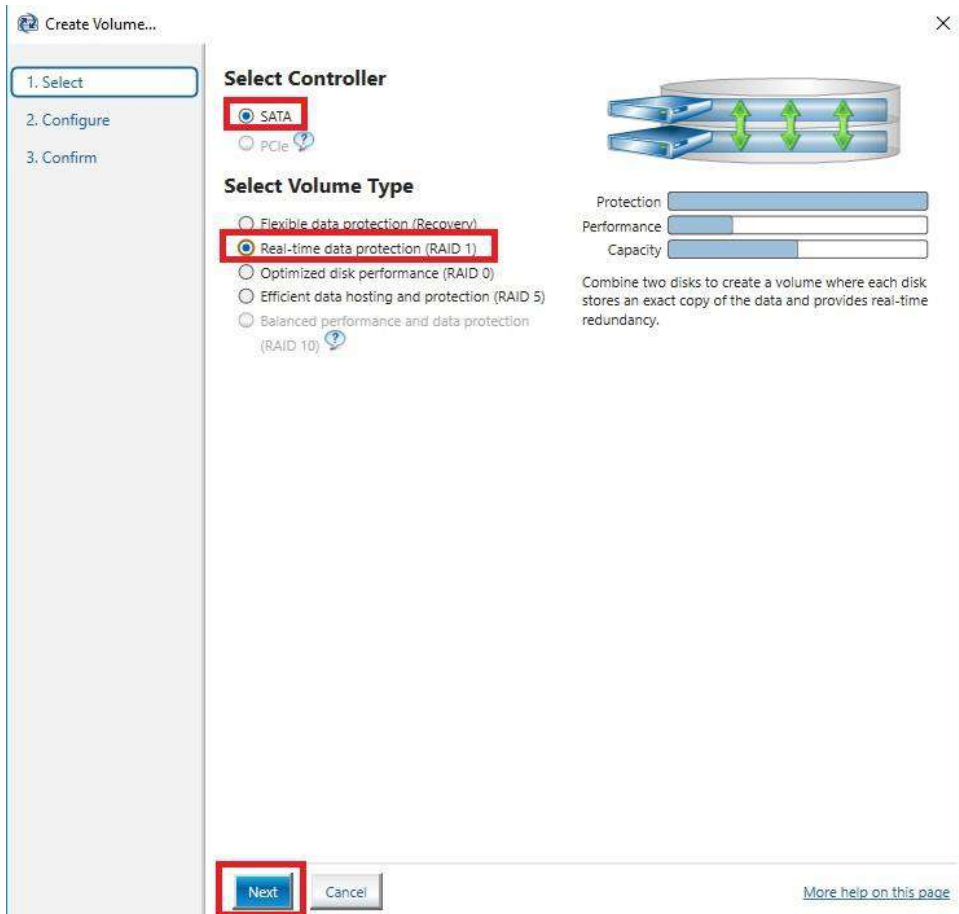 Create Volume...
1. Select
2. Configure
3. Confirm
Select Controller
SATA
PCIe
Select Volume Type
Flexible data protection (Recovery)
Real-time data protection (RAID 1)
Optimized disk performance (RAID 0)
Efficient data hosting and protection (RAID 5)
Balanced performance and data protection
(RAID 10)
Protection
Performance
Capacity
Combine two disks to create a volume where each disk
stores an exact copy of the data and provides real-time
redundancy.
Next
Cancel
More help on this page